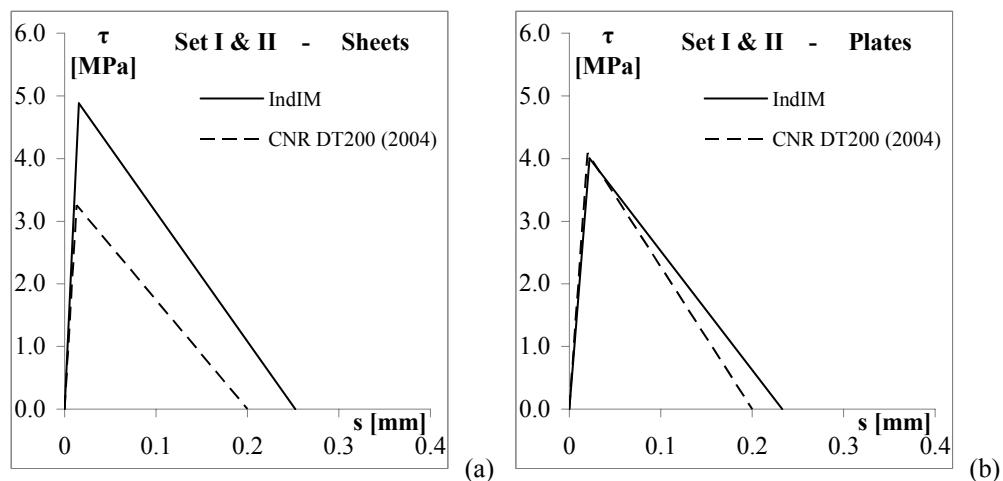 6.0
τ
Set I & II - Sheets
[MPa]
5.0
IndIM
CNR DT200 (2004)
4.0
3.0
2.0
1.0
0.0
s [mm]
0
0.1
0.2
0.3
0.4
(a)
6.0
τ
Set I & II - Plates
[MPa]
5.0
IndIM
CNR DT200 (2004)
4.0
3.0
2.0
1.0
0.0
s [mm]
0
0.1
0.2
0.3
0.4
(b)